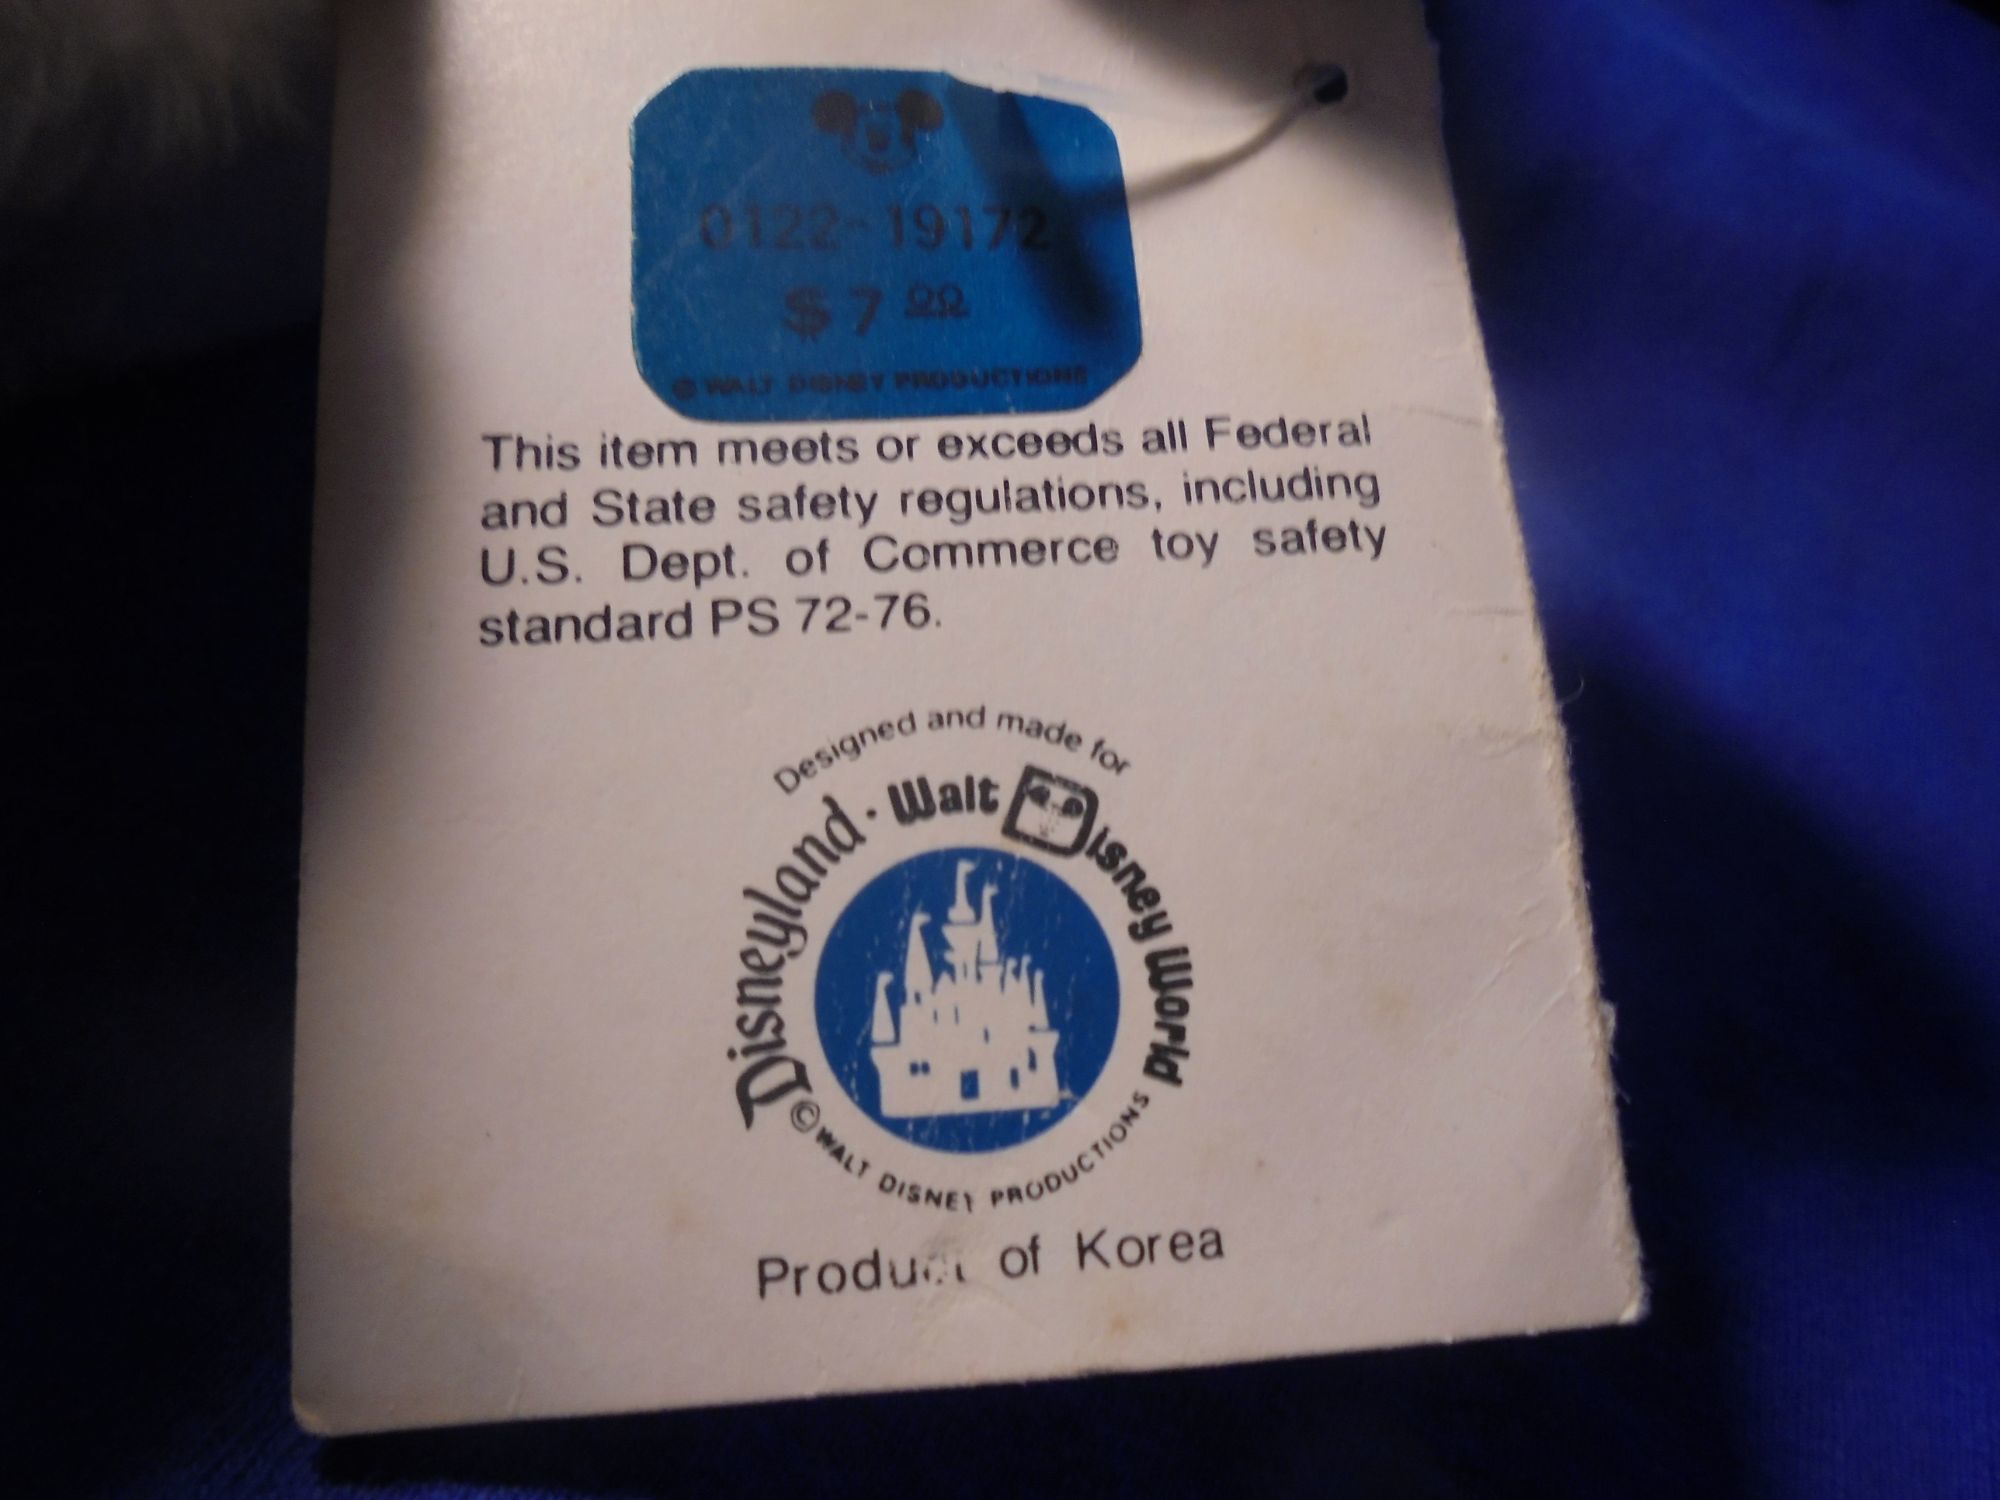 0122-19172
$7 00
© WALT DISNEY PRODUCTIONS
This item meets or exceeds all Federal
and State safety regulations, including
U.S. Dept. of Commerce toy safety
standard PS 72-76.
Designed and made for
Disneyland · Walt Disney World
© WALT DISNEY PRODUCTIONS
Product of Korea